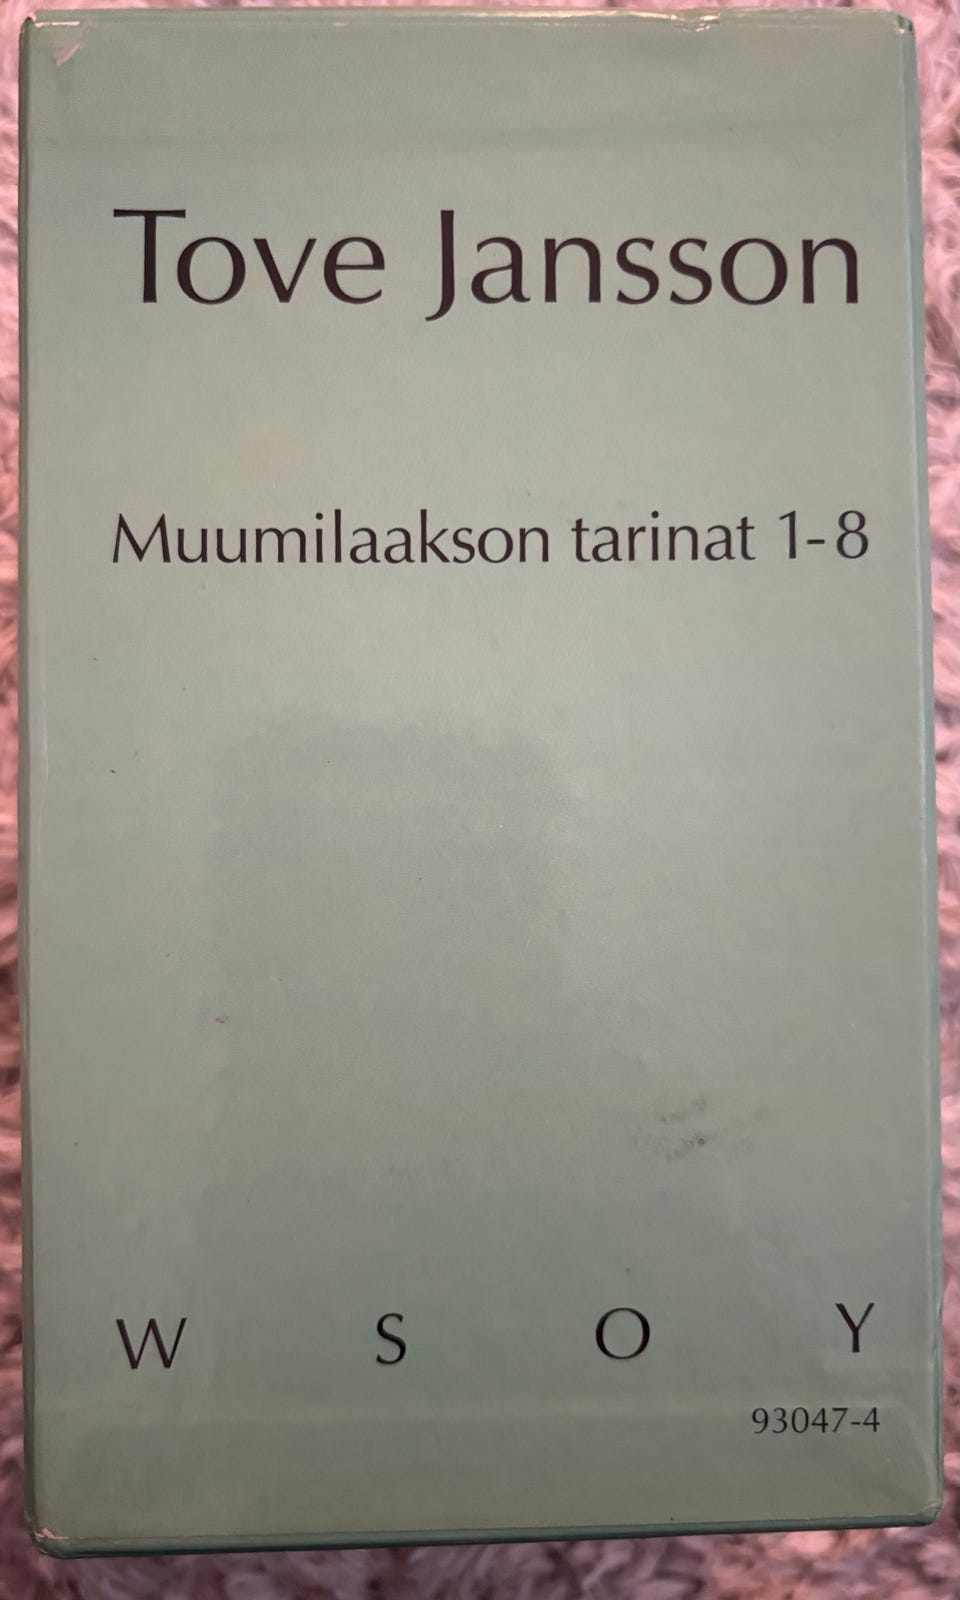 Tove Jansson
Muumilaakson tarinat 1-8
W S O Y
93047-4